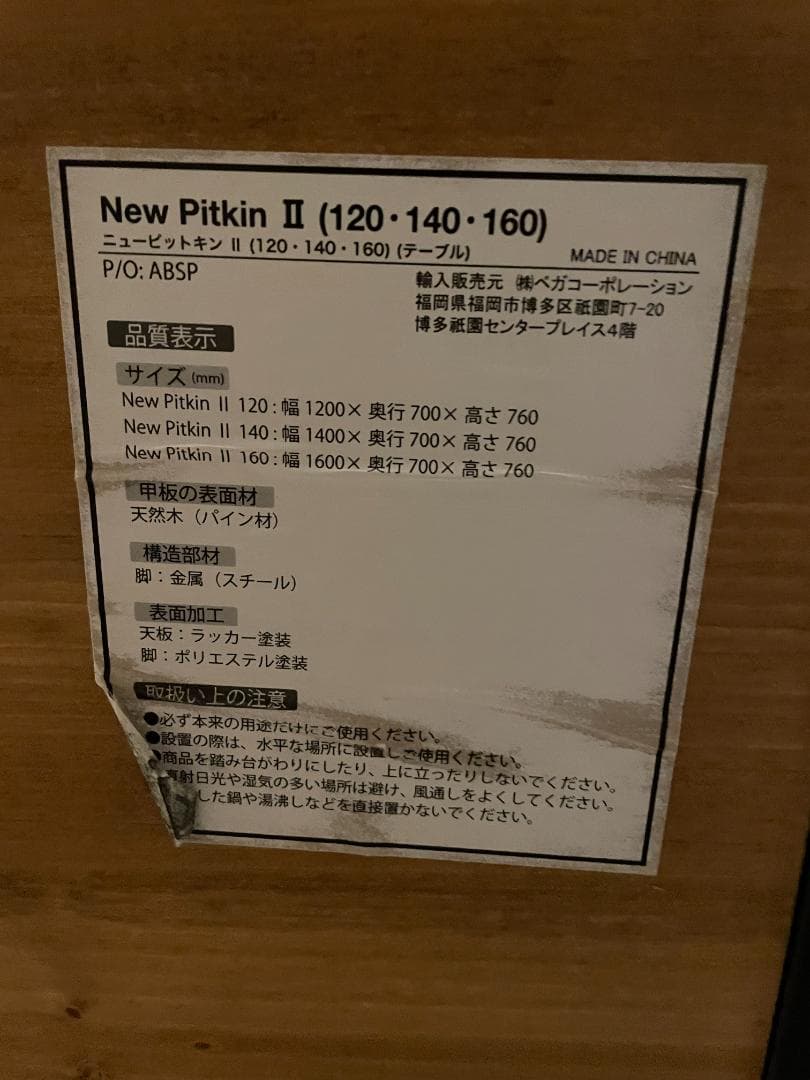 New Pitkin Ⅱ (120・140・160)
ニューピットキン Ⅱ (120・140・160) (テーブル)
MADE IN CHINA
P/O: ABSP
輸入販売元 ㈱ベガコーポレーション
福岡県福岡市博多区祇園町7-20
博多祇園センタープレイス4階
品質表示
サイズ(mm)
New Pitkin Ⅱ 120 : 幅 1200× 奥行 700× 高さ 760
New Pitkin Ⅱ 140 : 幅 1400× 奥行 700× 高さ 760
New Pitkin Ⅱ 160 : 幅 1600× 奥行 700× 高さ 760
甲板の表面材
天然木（パイン材）
構造部材
脚：金属（スチール）
表面加工
天板：ラッカー塗装
脚：ポリエステル塗装
取扱い上の注意
●必ず本来の用途だけにご使用ください。
●設置の際は、水平な場所に設置しご使用ください。
●商品を踏み台がわりにしたり、上に立ったりしないでください。
直射日光や湿気の多い場所は避け、風通しをよくしてください。
した鍋や湯沸しなどを直接置かないでください。